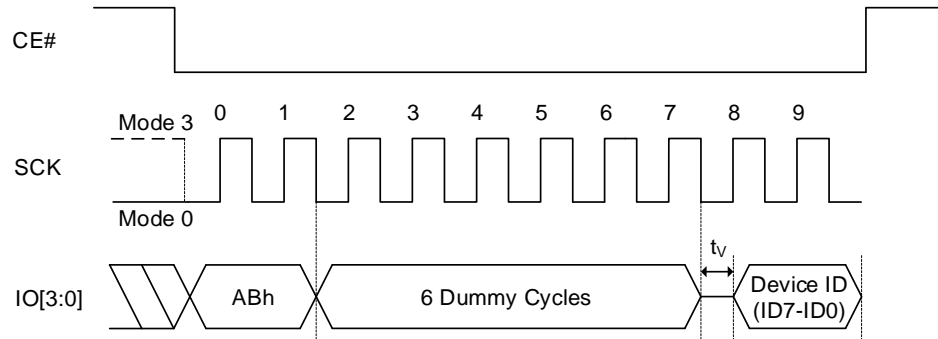 CE#
0 1 2 3 4 5 6 7 8 9
Mode 3
SCK
Mode 0
tV
IO[3:0]
ABh
6 Dummy Cycles
Device ID
(ID7-ID0)